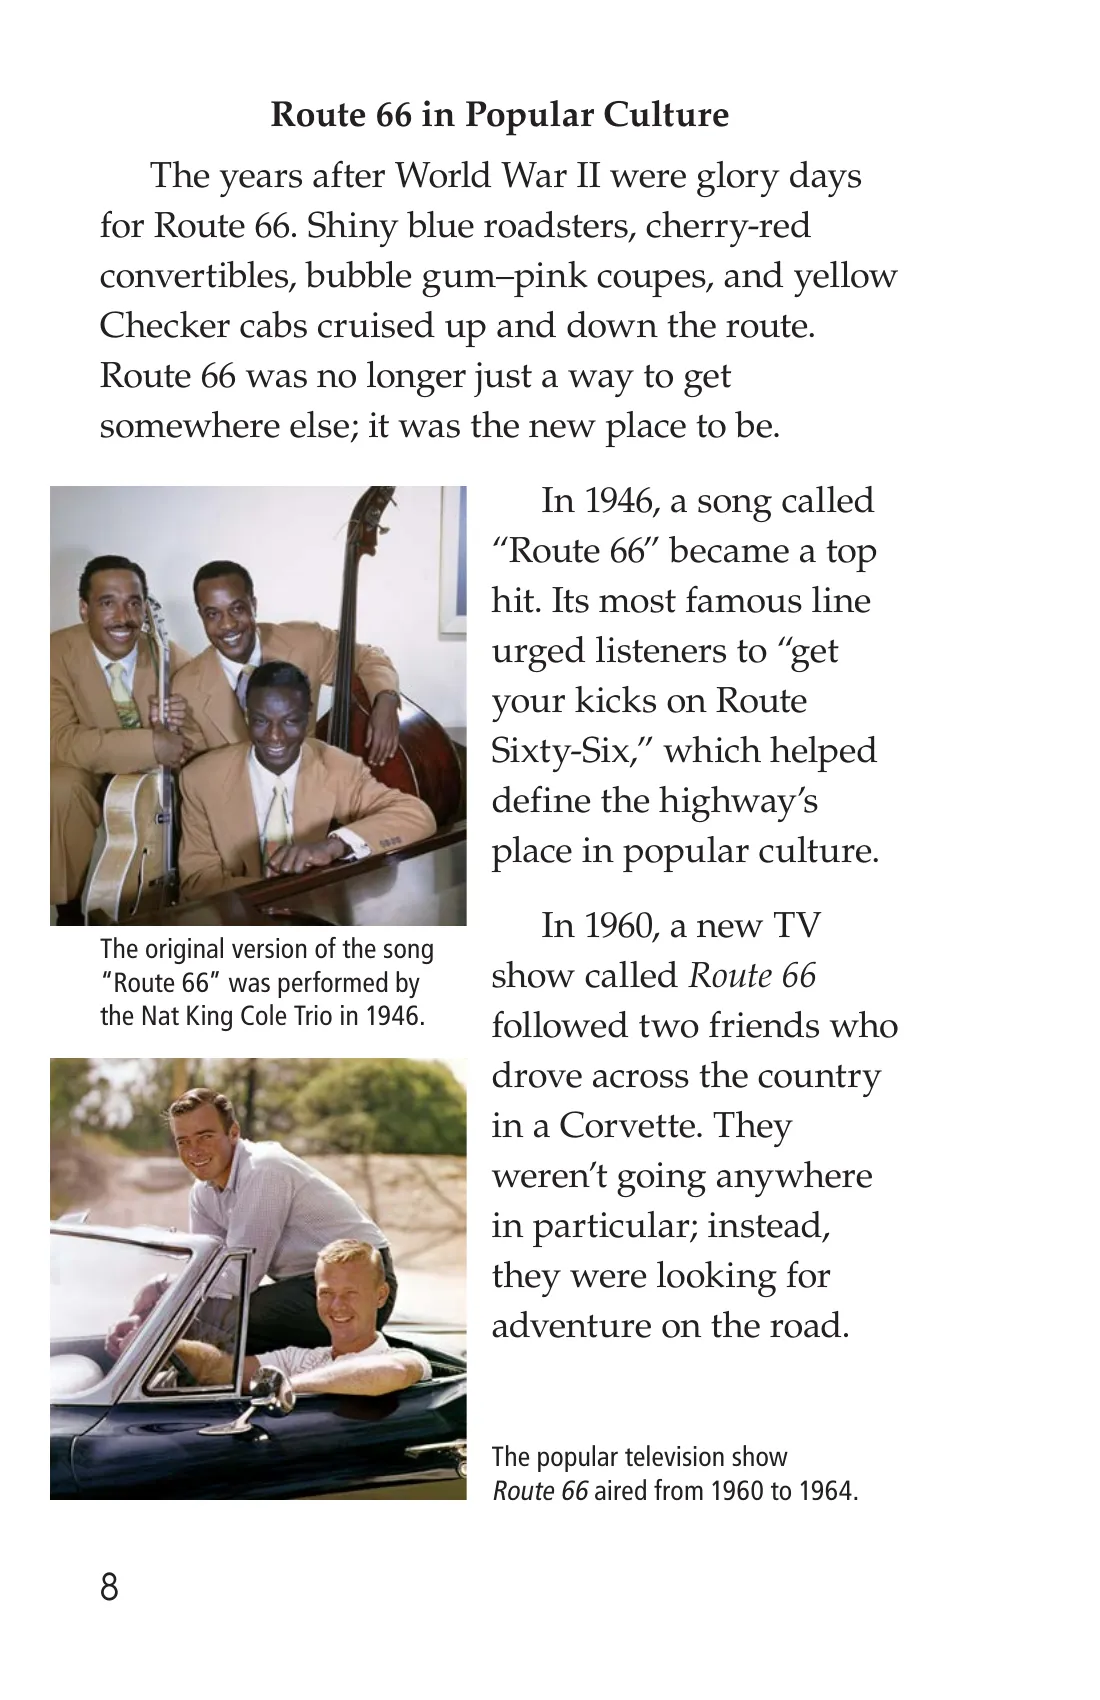 Route 66 in Popular Culture
The years after World War II were glory days
for Route 66. Shiny blue roadsters, cherry-red
convertibles, bubble gum–pink coupes, and yellow
Checker cabs cruised up and down the route.
Route 66 was no longer just a way to get
somewhere else; it was the new place to be.
In 1946, a song called
“Route 66” became a top
hit. Its most famous line
urged listeners to “get
your kicks on Route
Sixty-Six,” which helped
define the highway’s
place in popular culture.
The original version of the song
“Route 66” was performed by
the Nat King Cole Trio in 1946.
In 1960, a new TV
show called Route 66
followed two friends who
drove across the country
in a Corvette. They
weren’t going anywhere
in particular; instead,
they were looking for
adventure on the road.
The popular television show
Route 66 aired from 1960 to 1964.
8